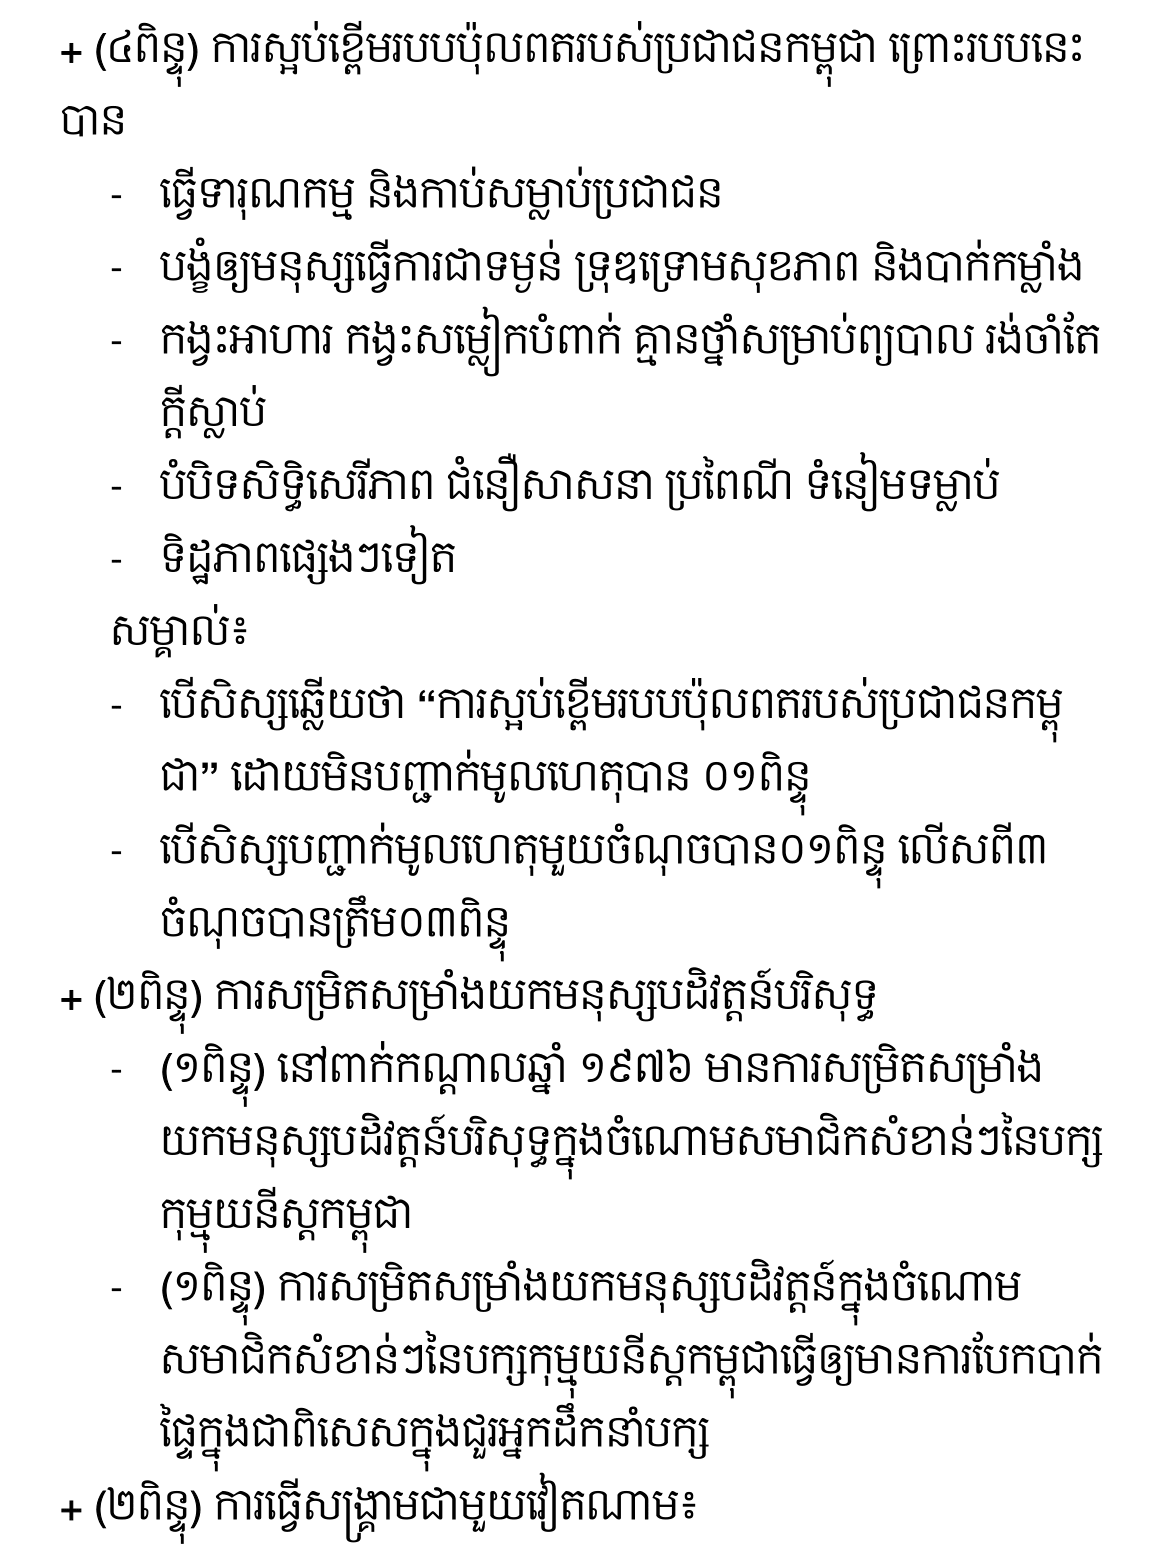 + (៤ពិន្ទុ) ការស្អប់ខ្ពើមរបបប៉ុលពតរបស់ប្រជាជនកម្ពុជា ព្រោះរបបនេះ
បាន
- ធ្វើទារុណកម្ម និងកាប់សម្លាប់ប្រជាជន
- បង្ខំឲ្យមនុស្សធ្វើការជាទម្ងន់ ទ្រុឌទ្រោមសុខភាព និងបាក់កម្លាំង
- កង្វះអាហារ កង្វះសម្លៀកបំពាក់ គ្មានថ្នាំសម្រាប់ព្យបាល រង់ចាំតែ
ក្ដីស្លាប់
- បំបិទសិទ្ធិសេរីភាព ជំនឿសាសនា ប្រពៃណី ទំនៀមទម្លាប់
- ទិដ្ឋភាពផ្សេងៗទៀត
សម្គាល់៖
- បើសិស្សឆ្លើយថា “ការស្អប់ខ្ពើមរបបប៉ុលពតរបស់ប្រជាជនកម្ពុ
ជា” ដោយមិនបញ្ជាក់មូលហេតុបាន ០១ពិន្ទុ
- បើសិស្សបញ្ជាក់មូលហេតុមួយចំណុចបាន០១ពិន្ទុ លើសពី៣
ចំណុចបានត្រឹម០៣ពិន្ទុ
+ (២ពិន្ទុ) ការសម្រិតសម្រាំងយកមនុស្សបដិវត្តន៍បរិសុទ្ធ
- (១ពិន្ទុ) នៅពាក់កណ្ដាលឆ្នាំ ១៩៧៦ មានការសម្រិតសម្រាំង
យកមនុស្សបដិវត្តន៍បរិសុទ្ធក្នុងចំណោមសមាជិកសំខាន់ៗនៃបក្ស
កុម្មុយនីស្តកម្ពុជា
- (១ពិន្ទុ) ការសម្រិតសម្រាំងយកមនុស្សបដិវត្តន៍ក្នុងចំណោម
សមាជិកសំខាន់ៗនៃបក្សកុម្មុយនីស្តកម្ពុជាធ្វើឲ្យមានការបែកបាក់
ផ្ទៃក្នុងជាពិសេសក្នុងជួរអ្នកដឹកនាំបក្ស
+ (២ពិន្ទុ) ការធ្វើសង្គ្រាមជាមួយវៀតណាម៖